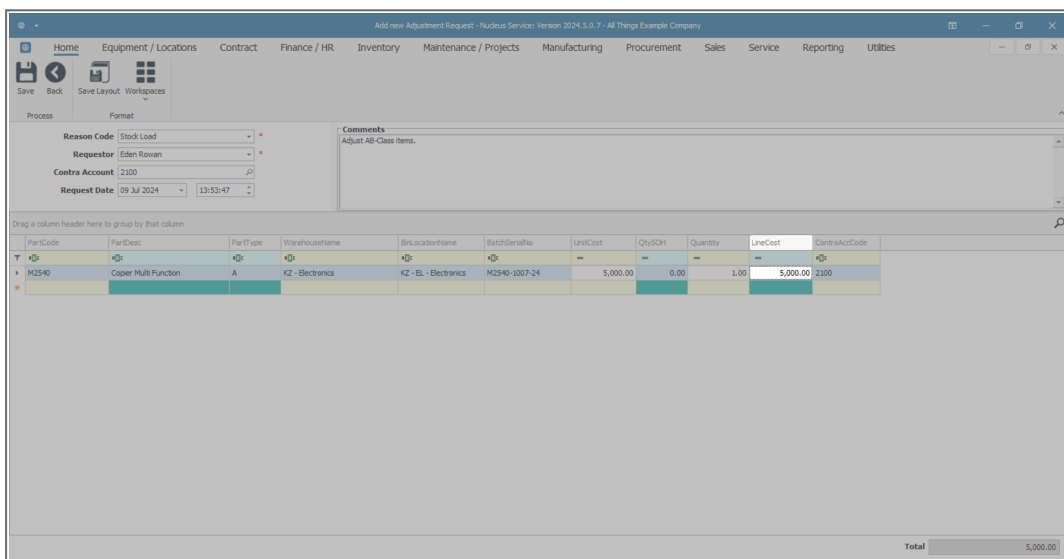 Add new Adjustment Request - Nucleus Service: Version 2024.5.0.7 - All Things Example Company
Home Equipment / Locations Contract Finance / HR Inventory Maintenance / Projects Manufacturing Procurement Sales Service Reporting Utilities
Save Back Save Layout Workspaces
Process Format
Reason Code Stock Load *
Requestor Eden Rowan *
Contra Account 2100
Request Date 09 Jul 2024 13:53:47
Comments
Adjust AB-Class items.
Drag a column header here to group by that column
PartCode PartDesc PartType WarehouseName BinLocationName BatchSerialNo UnitCost QtySOH Quantity LineCost ContraAccCode
M2540 Copier Multi Function A KZ - Electronics KZ - EL - Electronics M2540-1007-24 5,000.00 0.00 1.00 5,000.00 2100
Total 5,000.00